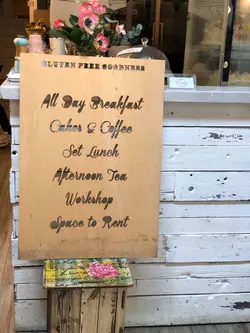 GLUTEN FREE GOODNESS
All Day Breakfast
Cakes & Coffee
Set Lunch
Afternoon Tea
Workshop
Space to Rent